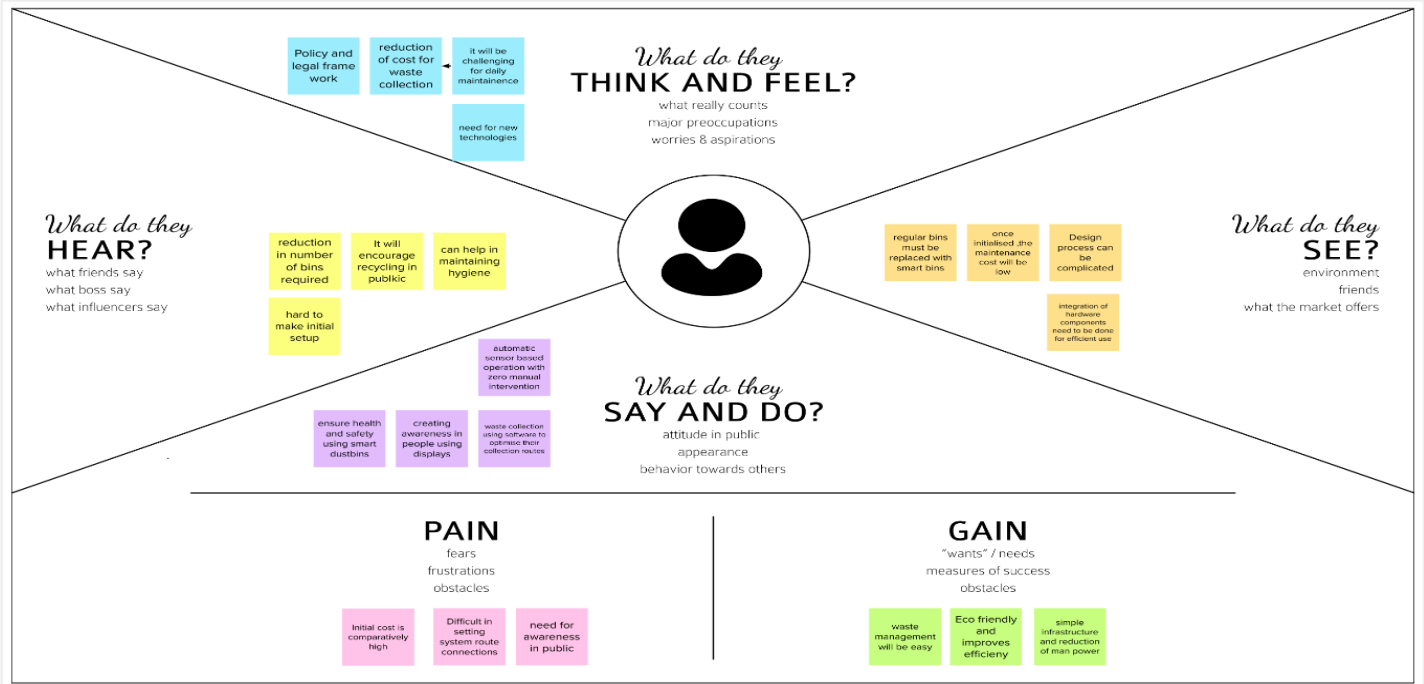 What do they
THINK AND FEEL?
what really counts
major preoccupations
worries & aspirations
Policy and
legal frame
work
reduction
of cost for
waste
collection
it will be
challenging
for daily
maintainence
need for new
technologies
What do they
HEAR?
what friends say
what boss say
what influencers say
reduction
in number
of bins
required
It will
encourage
recycling in
publkic
can help in
maintaining
hygiene
hard to
make initial
setup
What do they
SEE?
environment
friends
what the market offers
regular bins
must be
replaced with
smart bins
once
initialised .the
maintenance
cost will be
low
Design
process can
be
complicated
integration of
hardware
components
need to be done
for efficient use
What do they
SAY AND DO?
attitude in public
appearance
behavior towards others
automatic
sensor based
operation with
zero manual
intervention
ensure health
and safety
using smart
dustbins
creating
awareness in
people using
displays
waste collection
using software to
optimise their
collection routes
PAIN
fears
frustrations
obstacles
Initial cost is
comparatively
high
Difficult in
setting
system route
connections
need for
awareness
in public
GAIN
"wants" / needs
measures of success
obstacles
waste
management
will be easy
Eco friendly
and
improves
efficieny
simple
infrastructure
and reduction
of man power